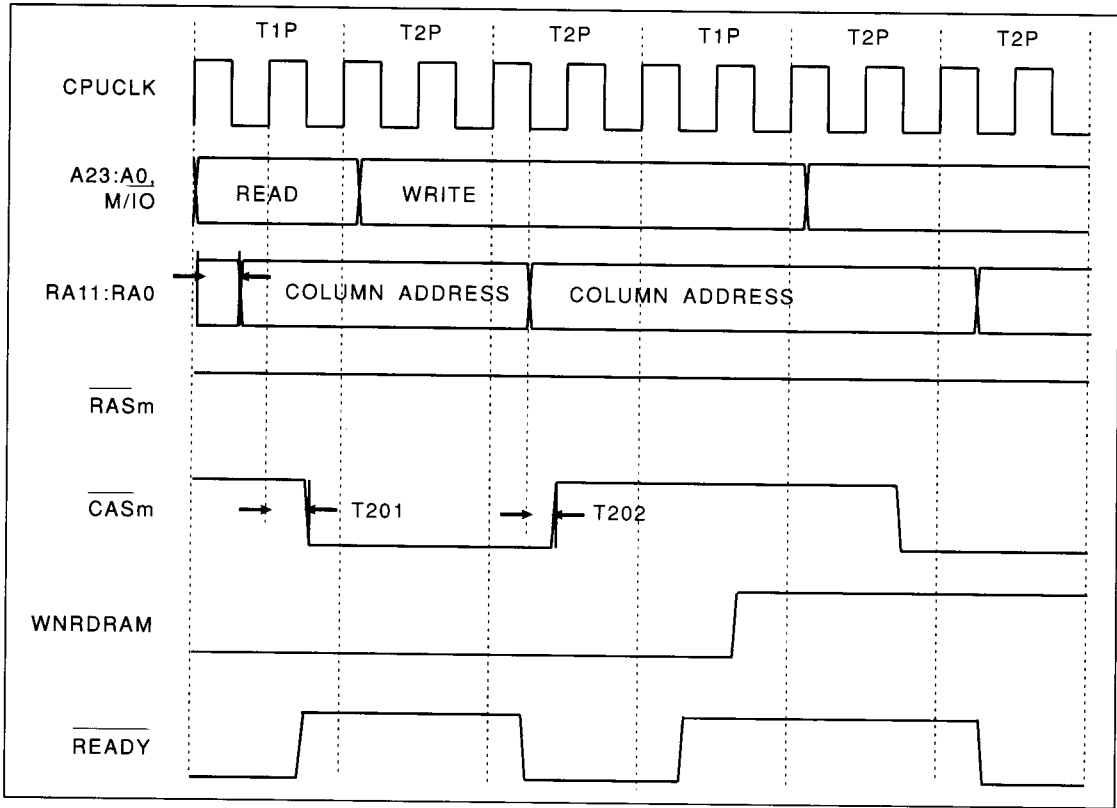 T1P T2P T2P T1P T2P T2P
CPUCLK
A23:A0,
M/IO
READ WRITE
RA11:RA0
COLUMN ADDRESS COLUMN ADDRESS
RASm
CASm
T201 T202
WNRDRAM
READY